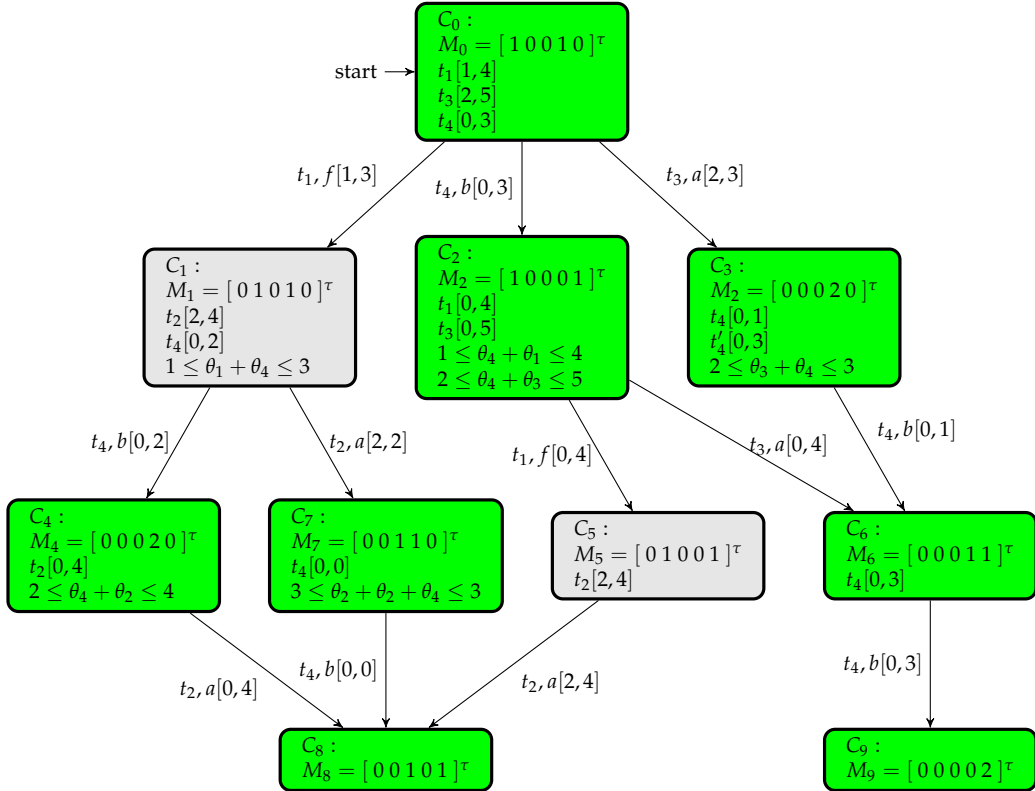 C₀ :
M₀ = [ 1 0 0 1 0 ]^τ
start
t₁[1, 4]
t₃[2, 5]
t₄[0, 3]
t₁, f[1, 3]
t₄, b[0, 3]
t₃, a[2, 3]
C₁ :
M₁ = [ 0 1 0 1 0 ]^τ
t₂[2, 4]
t₄[0, 2]
1 ≤ θ₁ + θ₄ ≤ 3
C₂ :
M₂ = [ 1 0 0 0 1 ]^τ
t₁[0, 4]
t₃[0, 5]
1 ≤ θ₄ + θ₁ ≤ 4
2 ≤ θ₄ + θ₃ ≤ 5
C₃ :
M₂ = [ 0 0 0 2 0 ]^τ
t₄[0, 1]
t′₄[0, 3]
2 ≤ θ₃ + θ₄ ≤ 3
t₄, b[0, 2]
t₂, a[2, 2]
t₁, f[0, 4]
t₃, a[0, 4]
t₄, b[0, 1]
C₄ :
M₄ = [ 0 0 0 2 0 ]^τ
t₂[0, 4]
2 ≤ θ₄ + θ₂ ≤ 4
C₇ :
M₇ = [ 0 0 1 1 0 ]^τ
t₄[0, 0]
3 ≤ θ₂ + θ₂ + θ₄ ≤ 3
C₅ :
M₅ = [ 0 1 0 0 1 ]^τ
t₂[2, 4]
C₆ :
M₆ = [ 0 0 0 1 1 ]^τ
t₄[0, 3]
t₂, a[0, 4]
t₄, b[0, 0]
t₂, a[2, 4]
t₄, b[0, 3]
C₈ :
M₈ = [ 0 0 1 0 1 ]^τ
C₉ :
M₉ = [ 0 0 0 0 2 ]^τ